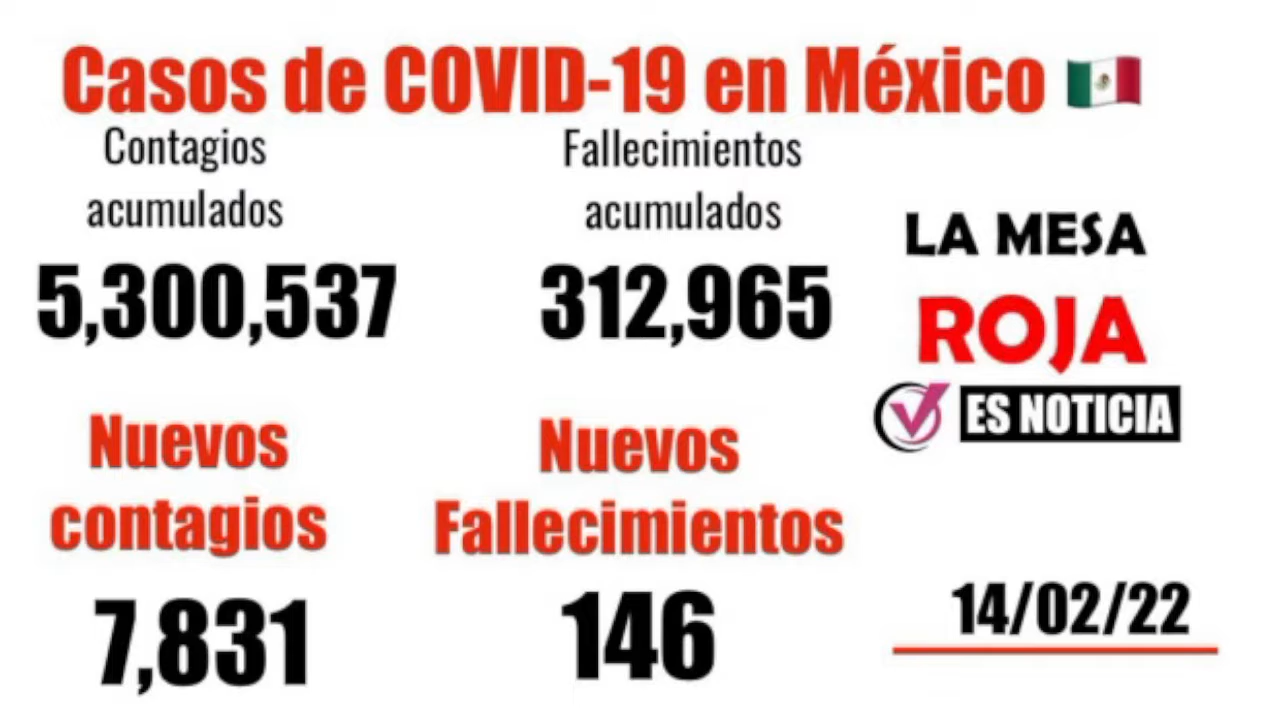 Casos de COVID-19 en México
Contagios
acumulados
5,300,537
Fallecimientos
acumulados
312,965
LA MESA
ROJA
ES NOTICIA
Nuevos
contagios
7,831
Nuevos
Fallecimientos
146
14/02/22